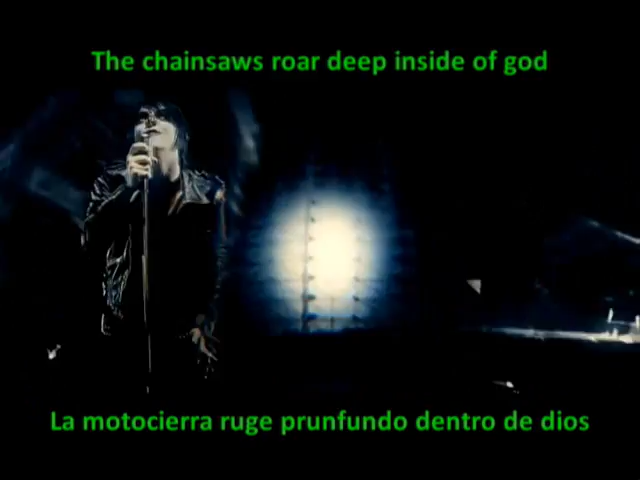 The chainsaws roar deep inside of god
La motocierra ruge prunfundo dentro de dios